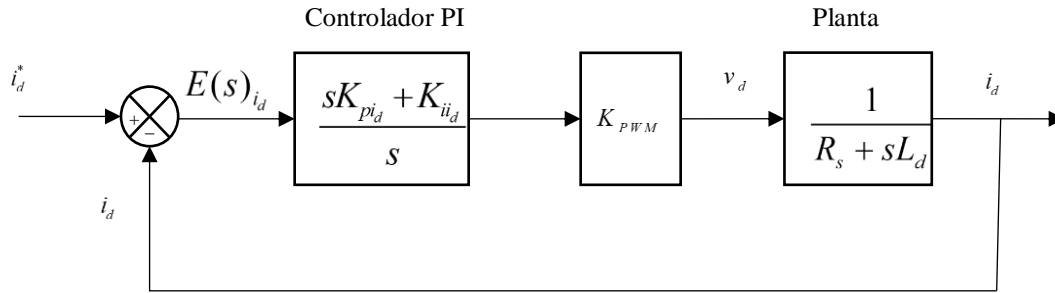 Controlador PI
Planta
i_d^*
E(s)_{i_d}
sK_{pi_d} + K_{ii_d}
s
K_{PWM}
v_d
1
R_s + sL_d
i_d
+
−
i_d